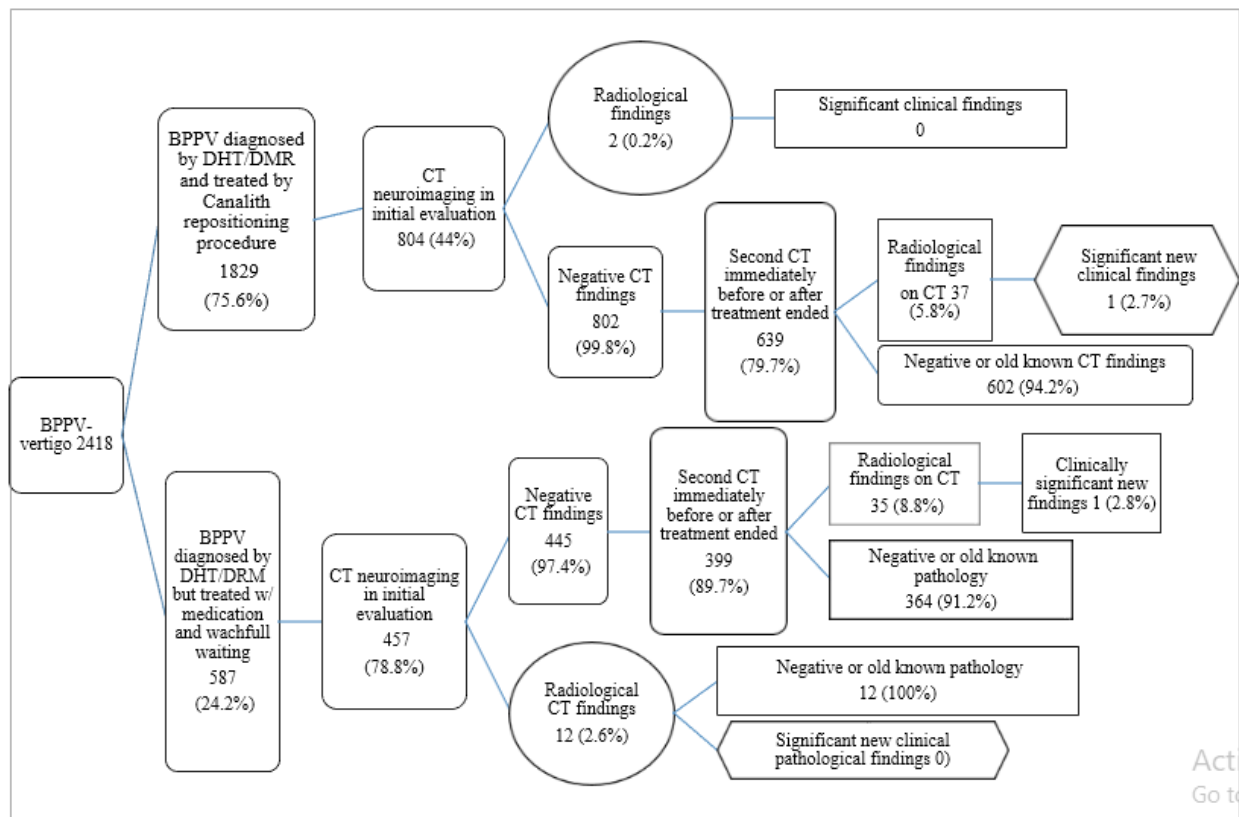 BPPV-
vertigo 2418
BPPV diagnosed
by DHT/DMR
and treated by
Canalith
repositioning
procedure
1829
(75.6%)
CT
neuroimaging in
initial evaluation
804 (44%)
Radiological
findings
2 (0.2%)
Significant clinical findings
0
Negative CT
findings
802
(99.8%)
Second CT
immediately
before or after
treatment ended
639
(79.7%)
Radiological
findings
on CT 37
(5.8%)
Significant new
clinical findings
1 (2.7%)
Negative or old known CT findings
602 (94.2%)
BPPV
diagnosed by
DHT/DRM
but treated w/
medication
and wachfull
waiting
587
(24.2%)
CT neuroimaging
in initial
evaluation
457
(78.8%)
Negative
CT findings
445
(97.4%)
Second CT
immediately
before or after
treatment ended
399
(89.7%)
Radiological
findings on CT
35 (8.8%)
Clinically
significant new
findings 1 (2.8%)
Negative or old known
pathology
364 (91.2%)
Radiological
CT findings
12 (2.6%)
Negative or old known pathology
12 (100%)
Significant new clinical
pathological findings 0)
Acti
Go to